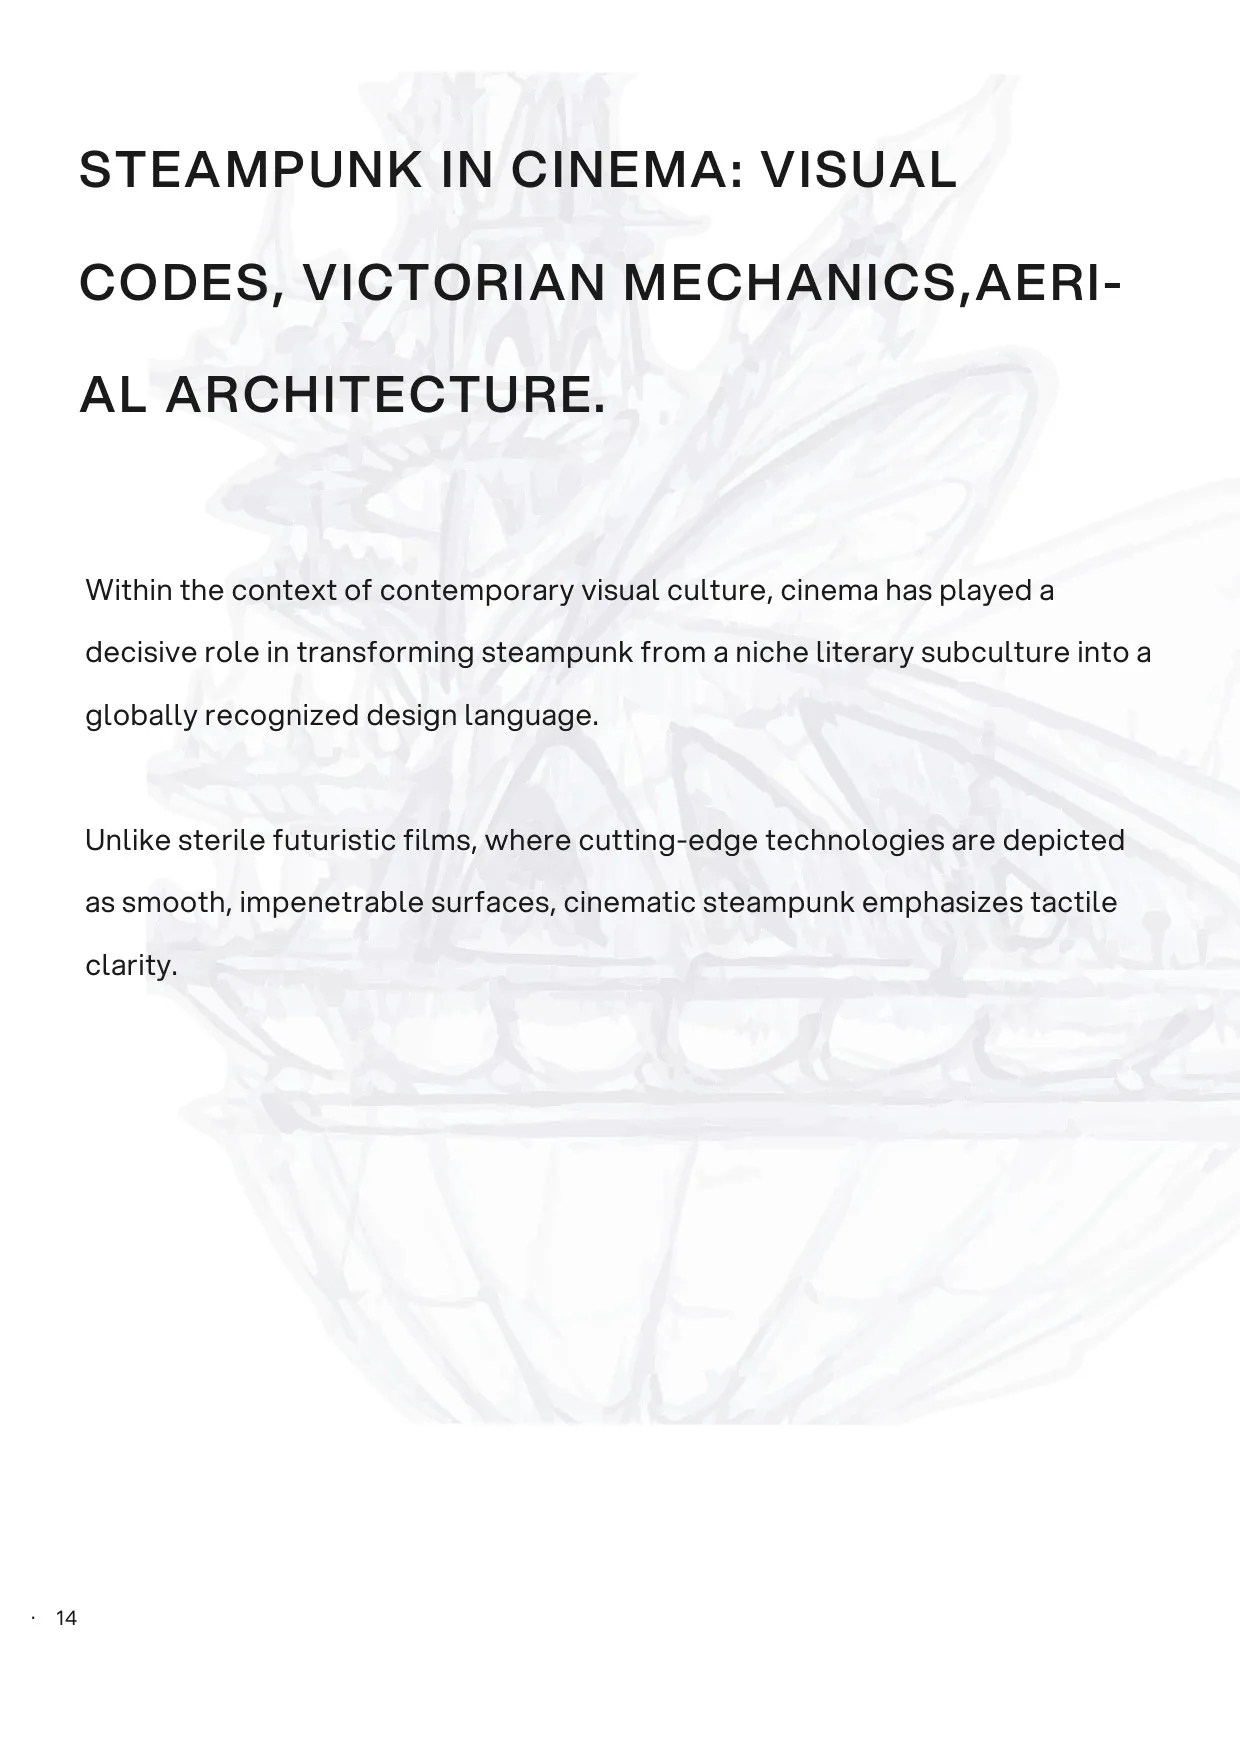 STEAMPUNK IN CINEMA: VISUAL
CODES, VICTORIAN MECHANICS,AERI-
AL ARCHITECTURE.
Within the context of contemporary visual culture, cinema has played a
decisive role in transforming steampunk from a niche literary subculture into a
globally recognized design language.
Unlike sterile futuristic films, where cutting-edge technologies are depicted
as smooth, impenetrable surfaces, cinematic steampunk emphasizes tactile
clarity.
· 14